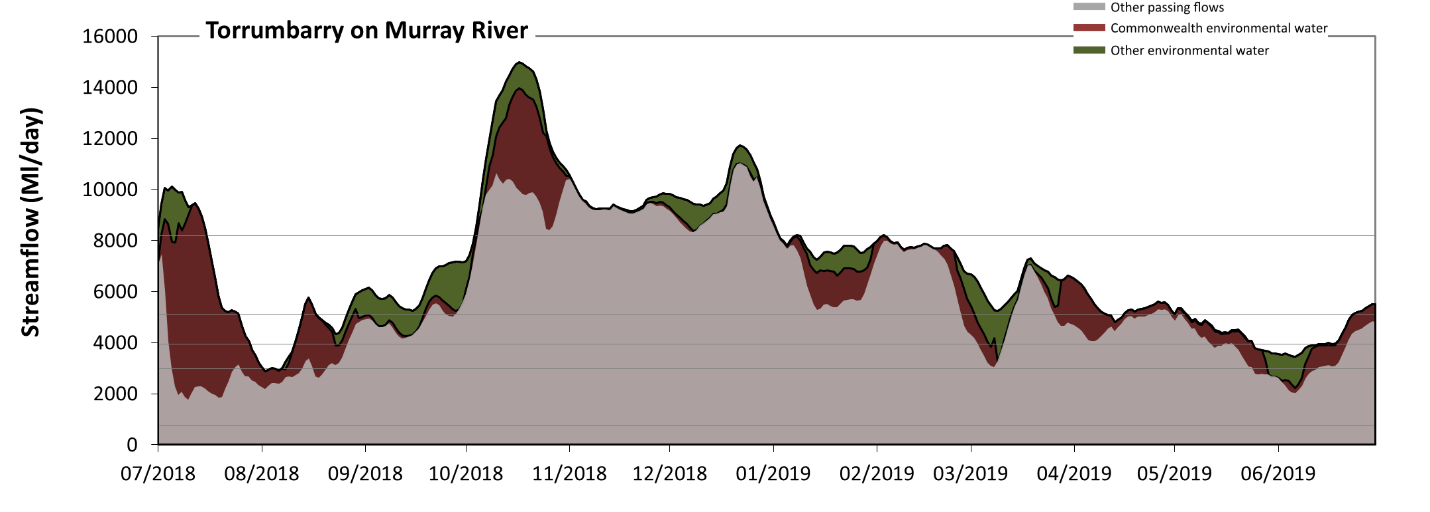 Other passing flows
Commonwealth environmental water
Other environmental water
Torrumbarry on Murray River
Streamflow (Ml/day)
16000
14000
12000
10000
8000
6000
4000
2000
0
07/2018 08/2018 09/2018 10/2018 11/2018 12/2018 01/2019 02/2019 03/2019 04/2019 05/2019 06/2019